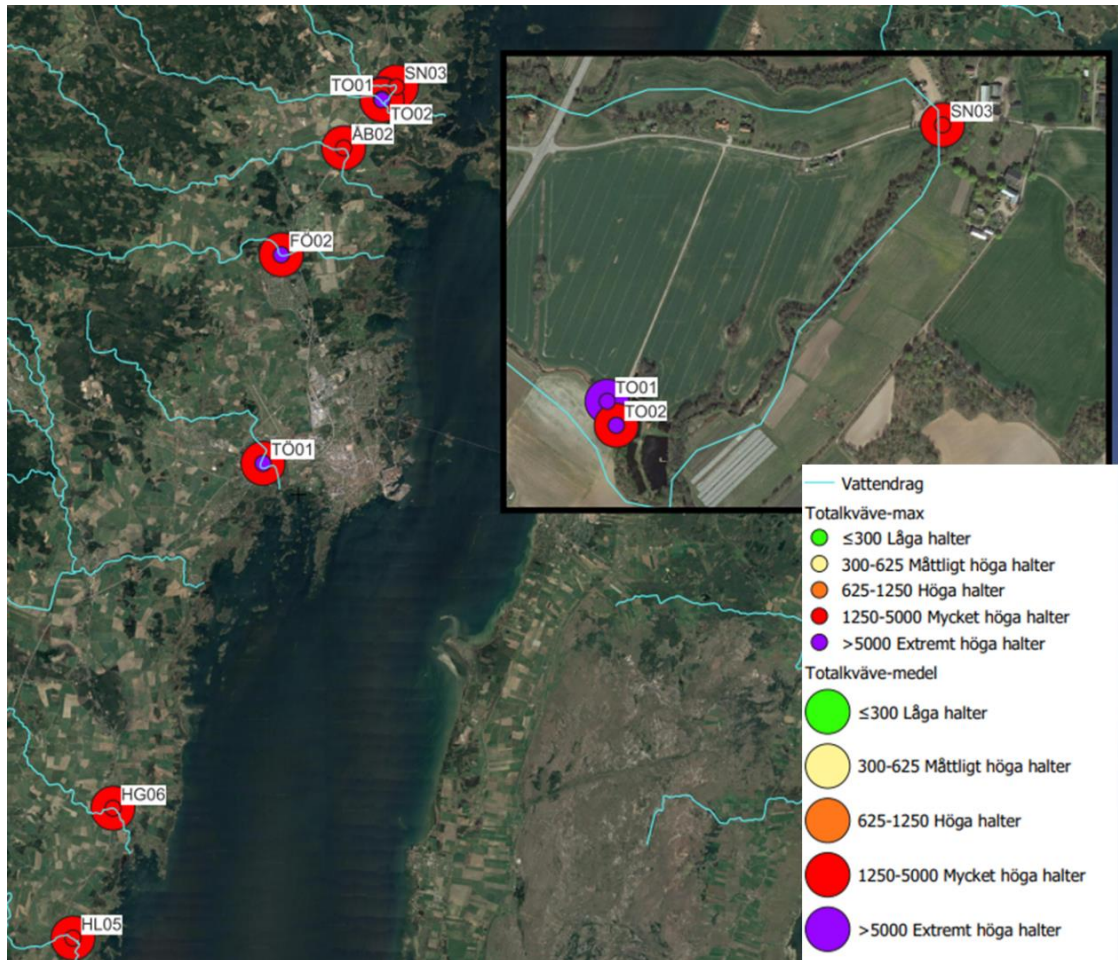 SN03
TO01
TO02
ÅB02
FÖ02
TÖ01
HG06
HL05
SN03
TO01
TO02
Vattendrag
Totalkväve-max
≤300 Låga halter
300-625 Måttligt höga halter
625-1250 Höga halter
1250-5000 Mycket höga halter
>5000 Extremt höga halter
Totalkväve-medel
≤300 Låga halter
300-625 Måttligt höga halter
625-1250 Höga halter
1250-5000 Mycket höga halter
>5000 Extremt höga halter